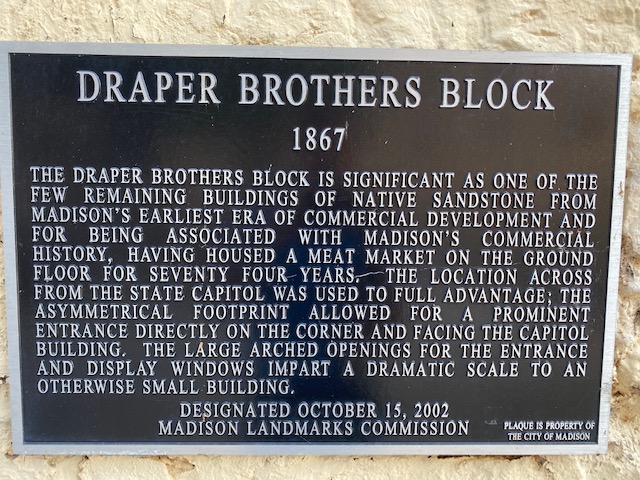 DRAPER BROTHERS BLOCK
1867
THE DRAPER BROTHERS BLOCK IS SIGNIFICANT AS ONE OF THE
FEW REMAINING BUILDINGS OF NATIVE SANDSTONE FROM
MADISON'S EARLIEST ERA OF COMMERCIAL DEVELOPMENT AND
FOR BEING ASSOCIATED WITH MADISON'S COMMERCIAL
HISTORY, HAVING HOUSED A MEAT MARKET ON THE GROUND
FLOOR FOR SEVENTY FOUR YEARS. THE LOCATION ACROSS
FROM THE STATE CAPITOL WAS USED TO FULL ADVANTAGE; THE
ASYMMETRICAL FOOTPRINT ALLOWED FOR A PROMINENT
ENTRANCE DIRECTLY ON THE CORNER AND FACING THE CAPITOL
BUILDING. THE LARGE ARCHED OPENINGS FOR THE ENTRANCE
AND DISPLAY WINDOWS IMPART A DRAMATIC SCALE TO AN
OTHERWISE SMALL BUILDING.
DESIGNATED OCTOBER 15, 2002
MADISON LANDMARKS COMMISSION
PLAQUE IS PROPERTY OF
THE CITY OF MADISON